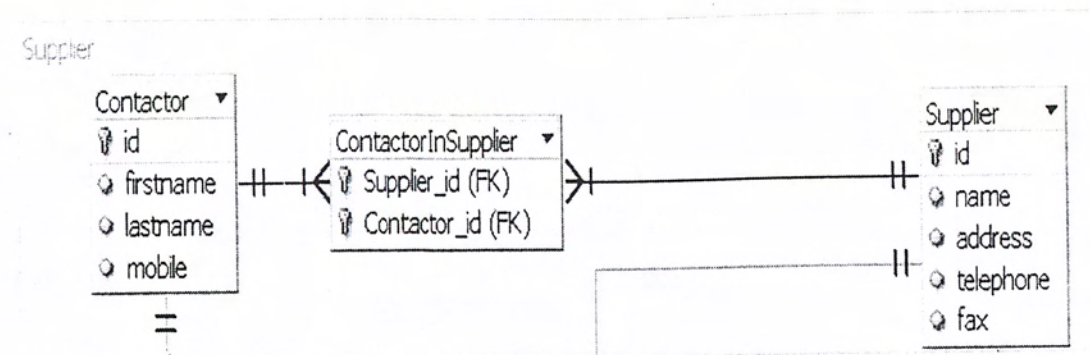 Supplier
Contactor
id
firstname
lastname
mobile
ContactorInSupplier
Supplier_id (FK)
Contactor_id (FK)
Supplier
id
name
address
telephone
fax